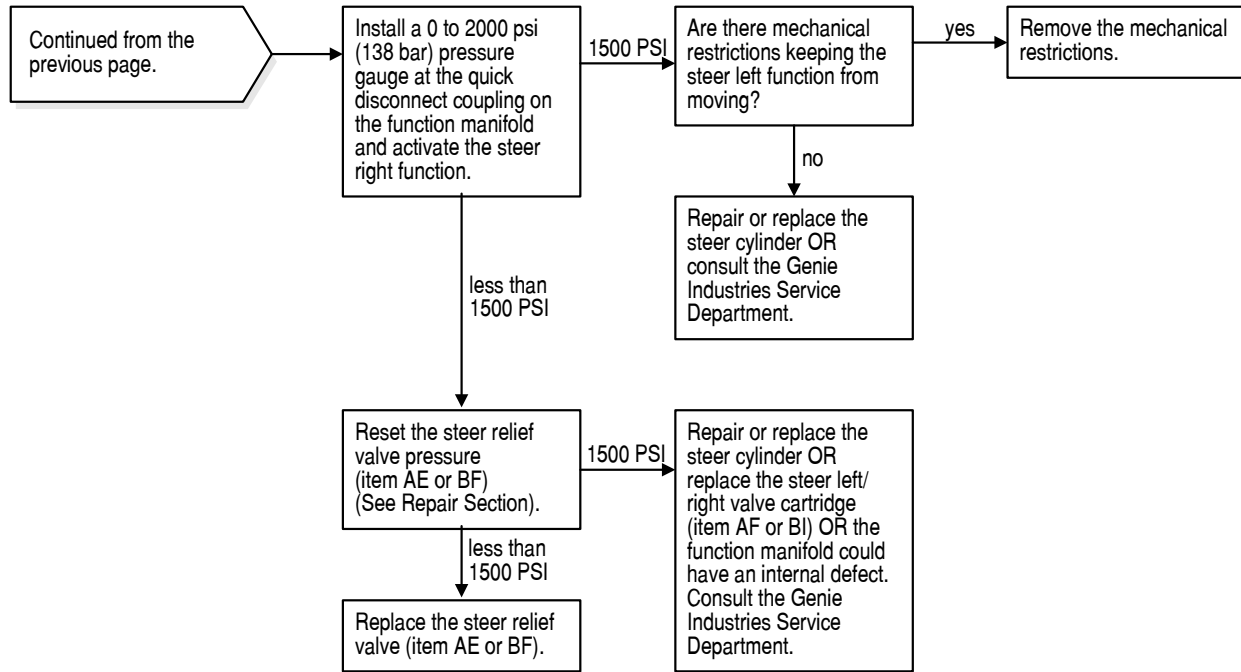 Continued from the
previous page.
Install a 0 to 2000 psi
(138 bar) pressure
gauge at the quick
disconnect coupling on
the function manifold
and activate the steer
right function.
1500 PSI
Are there mechanical
restrictions keeping the
steer left function from
moving?
yes
Remove the mechanical
restrictions.
no
Repair or replace the
steer cylinder OR
consult the Genie
Industries Service
Department.
less than
1500 PSI
Reset the steer relief
valve pressure
(item AE or BF)
(See Repair Section).
1500 PSI
Repair or replace the
steer cylinder OR
replace the steer left/
right valve cartridge
(item AF or BI) OR the
function manifold could
have an internal defect.
Consult the Genie
Industries Service
Department.
less than
1500 PSI
Replace the steer relief
valve (item AE or BF).